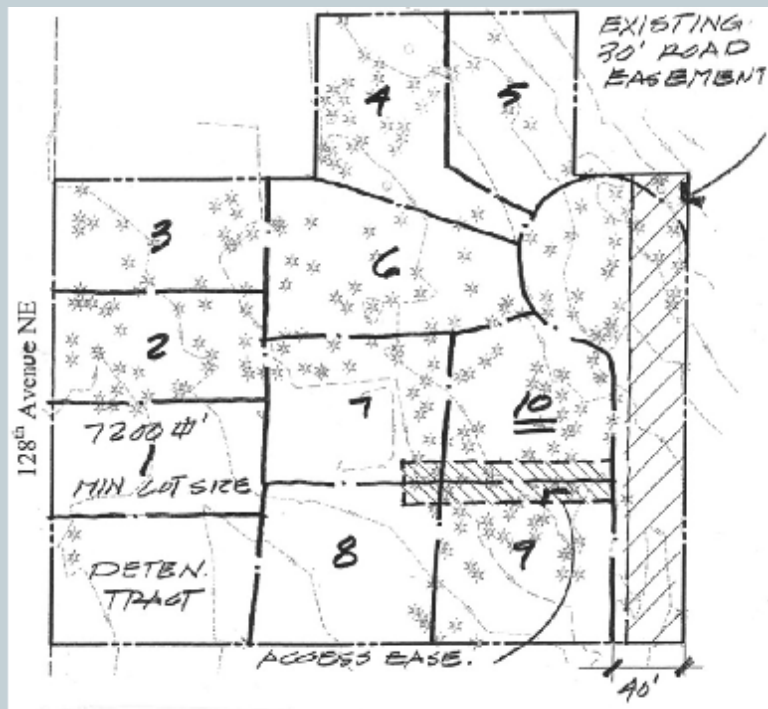 EXISTING
30' ROAD
EASEMENT
4
5
3
6
2
128th Avenue NE
7
10
7200 ⏍'
1
MIN LOT SIZE
8
9
DETEN.
TRACT
ACCESS EASE.
40'